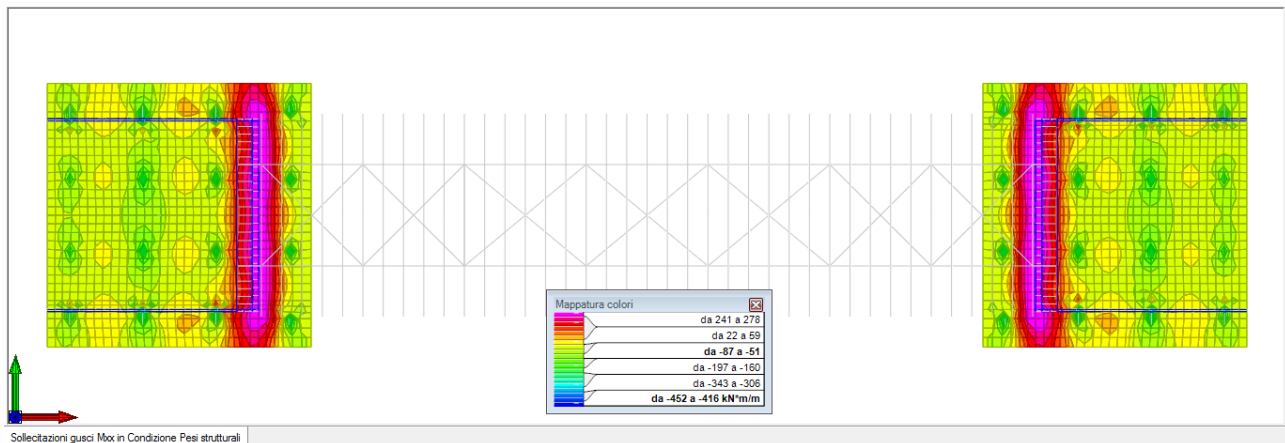 Mappatura colori
da 241 a 278
da 22 a 59
da -87 a -51
da -197 a -160
da -343 a -306
da -452 a -416 kN*m/m
Sollecitazioni gusci Mxx in Condizione Pesi strutturali